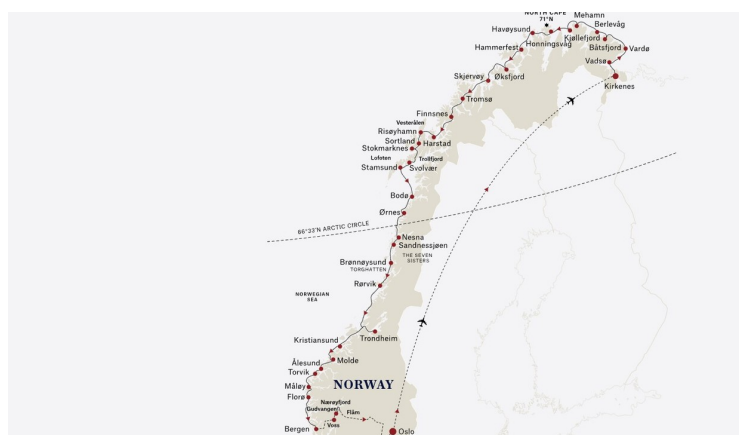 NORTH CAPE
71°N
Mehamn
Berlevåg
Havøysund
Kjøllefjord
Honningsvåg
Båtsfjord
Vardø
Hammerfest
Vadsø
Skjervøy
Øksfjord
Kirkenes
Tromsø
Finnsnes
Vesterålen
Risøyhamn
Sortland
Harstad
Stokmarknes
Lofoten
Trollfjord
Stamsund
Svolvær
Bodø
Ørnes
66°33'N ARCTIC CIRCLE
Nesna
Sandnessjøen
THE SEVEN
SISTERS
Brønnøysund
TORGHATTEN
Rørvik
NORWEGIAN
SEA
Trondheim
Kristiansund
Molde
Ålesund
Torvik
NORWAY
Måløy
Florø
Nærøyfjord
Gudvangen
Flåm
Voss
Bergen
Oslo